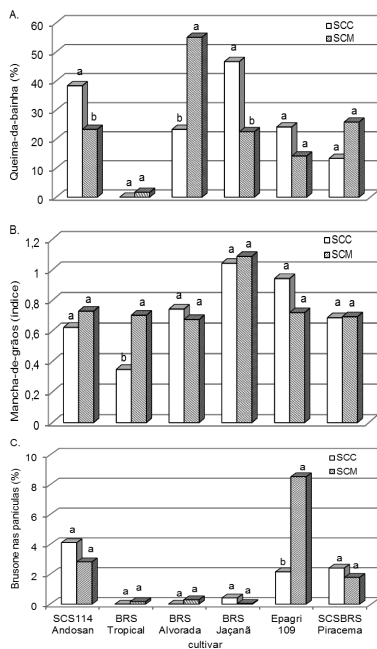 A.
SCC
SCM
Queima-da-bainha (%)
60
50
40
30
20
10
0
a b a a b a a b a a a a
B.
SCC
SCM
Mancha-de-grãos (índice)
1,2
1
0,8
0,6
0,4
0,2
0
a a b a a a a a a a a a
C.
SCC
SCM
Brusone nas panículas (%)
10
8
6
4
2
0
a a a a a a a a b a a a
SCS114 Andosan
BRS Tropical
BRS Alvorada
BRS Jaçanã
Epagri 109
SCSBRS Piracema
cultivar